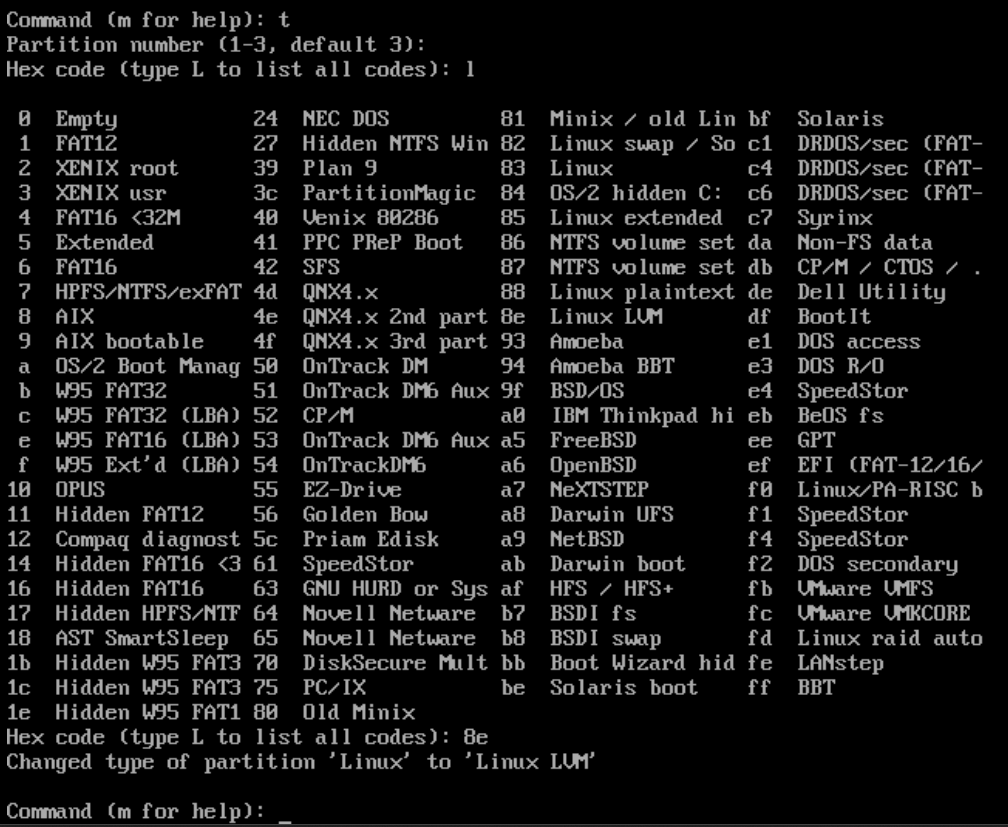 Command (m for help): t
Partition number (1-3, default 3):
Hex code (type L to list all codes): l

 0  Empty           24  NEC DOS         81  Minix / old Lin bf  Solaris
 1  FAT12           27  Hidden NTFS Win 82  Linux swap / So c1  DRDOS/sec (FAT-
 2  XENIX root      39  Plan 9          83  Linux           c4  DRDOS/sec (FAT-
 3  XENIX usr       3c  PartitionMagic  84  OS/2 hidden C:  c6  DRDOS/sec (FAT-
 4  FAT16 <32M      40  Venix 80286     85  Linux extended  c7  Syrinx
 5  Extended        41  PPC PReP Boot   86  NTFS volume set da  Non-FS data
 6  FAT16           42  SFS             87  NTFS volume set db  CP/M / CTOS / .
 7  HPFS/NTFS/exFAT 4d  QNX4.x          88  Linux plaintext de  Dell Utility
 8  AIX             4e  QNX4.x 2nd part 8e  Linux LVM       df  BootIt
 9  AIX bootable    4f  QNX4.x 3rd part 93  Amoeba          e1  DOS access
 a  OS/2 Boot Manag 50  OnTrack DM      94  Amoeba BBT      e3  DOS R/O
 b  W95 FAT32       51  OnTrack DM6 Aux 9f  BSD/OS          e4  SpeedStor
 c  W95 FAT32 (LBA) 52  CP/M            a0  IBM Thinkpad hi eb  BeOS fs
 e  W95 FAT16 (LBA) 53  OnTrack DM6 Aux a5  FreeBSD         ee  GPT
 f  W95 Ext'd (LBA) 54  OnTrackDM6      a6  OpenBSD         ef  EFI (FAT-12/16/
10  OPUS            55  EZ-Drive        a7  NeXTSTEP        f0  Linux/PA-RISC b
11  Hidden FAT12    56  Golden Bow      a8  Darwin UFS      f1  SpeedStor
12  Compaq diagnost 5c  Priam Edisk     a9  NetBSD          f4  SpeedStor
14  Hidden FAT16 <3 61  SpeedStor       ab  Darwin boot     f2  DOS secondary
16  Hidden FAT16    63  GNU HURD or Sys af  HFS / HFS+      fb  VMware VMFS
17  Hidden HPFS/NTF 64  Novell Netware  b7  BSDI fs         fc  VMware VMKCORE
18  AST SmartSleep  65  Novell Netware  b8  BSDI swap       fd  Linux raid auto
1b  Hidden W95 FAT3 70  DiskSecure Mult bb  Boot Wizard hid fe  LANstep
1c  Hidden W95 FAT3 75  PC/IX           be  Solaris boot    ff  BBT
1e  Hidden W95 FAT1 80  Old Minix
Hex code (type L to list all codes): 8e
Changed type of partition 'Linux' to 'Linux LVM'

Command (m for help): _